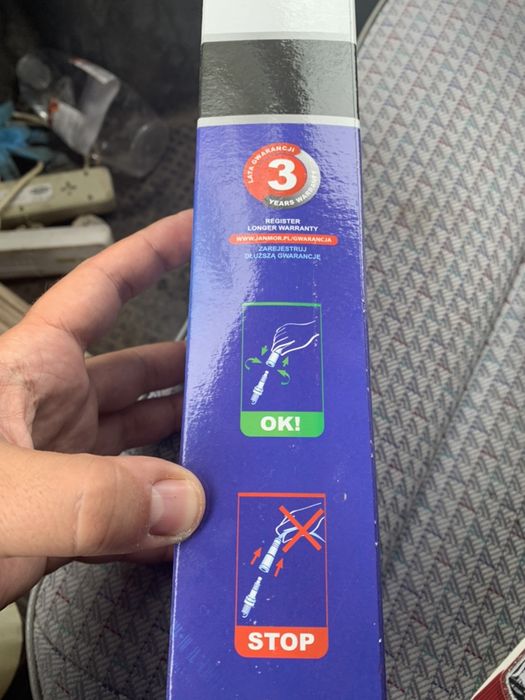 LATA GWARANCJI
3
YEARS WARRANTY
REGISTER
LONGER WARRANTY
WWW.JANMOR.PL/GWARANCJA
ZAREJESTRUJ
DŁUŻSZĄ GWARANCJĘ
OK!
STOP